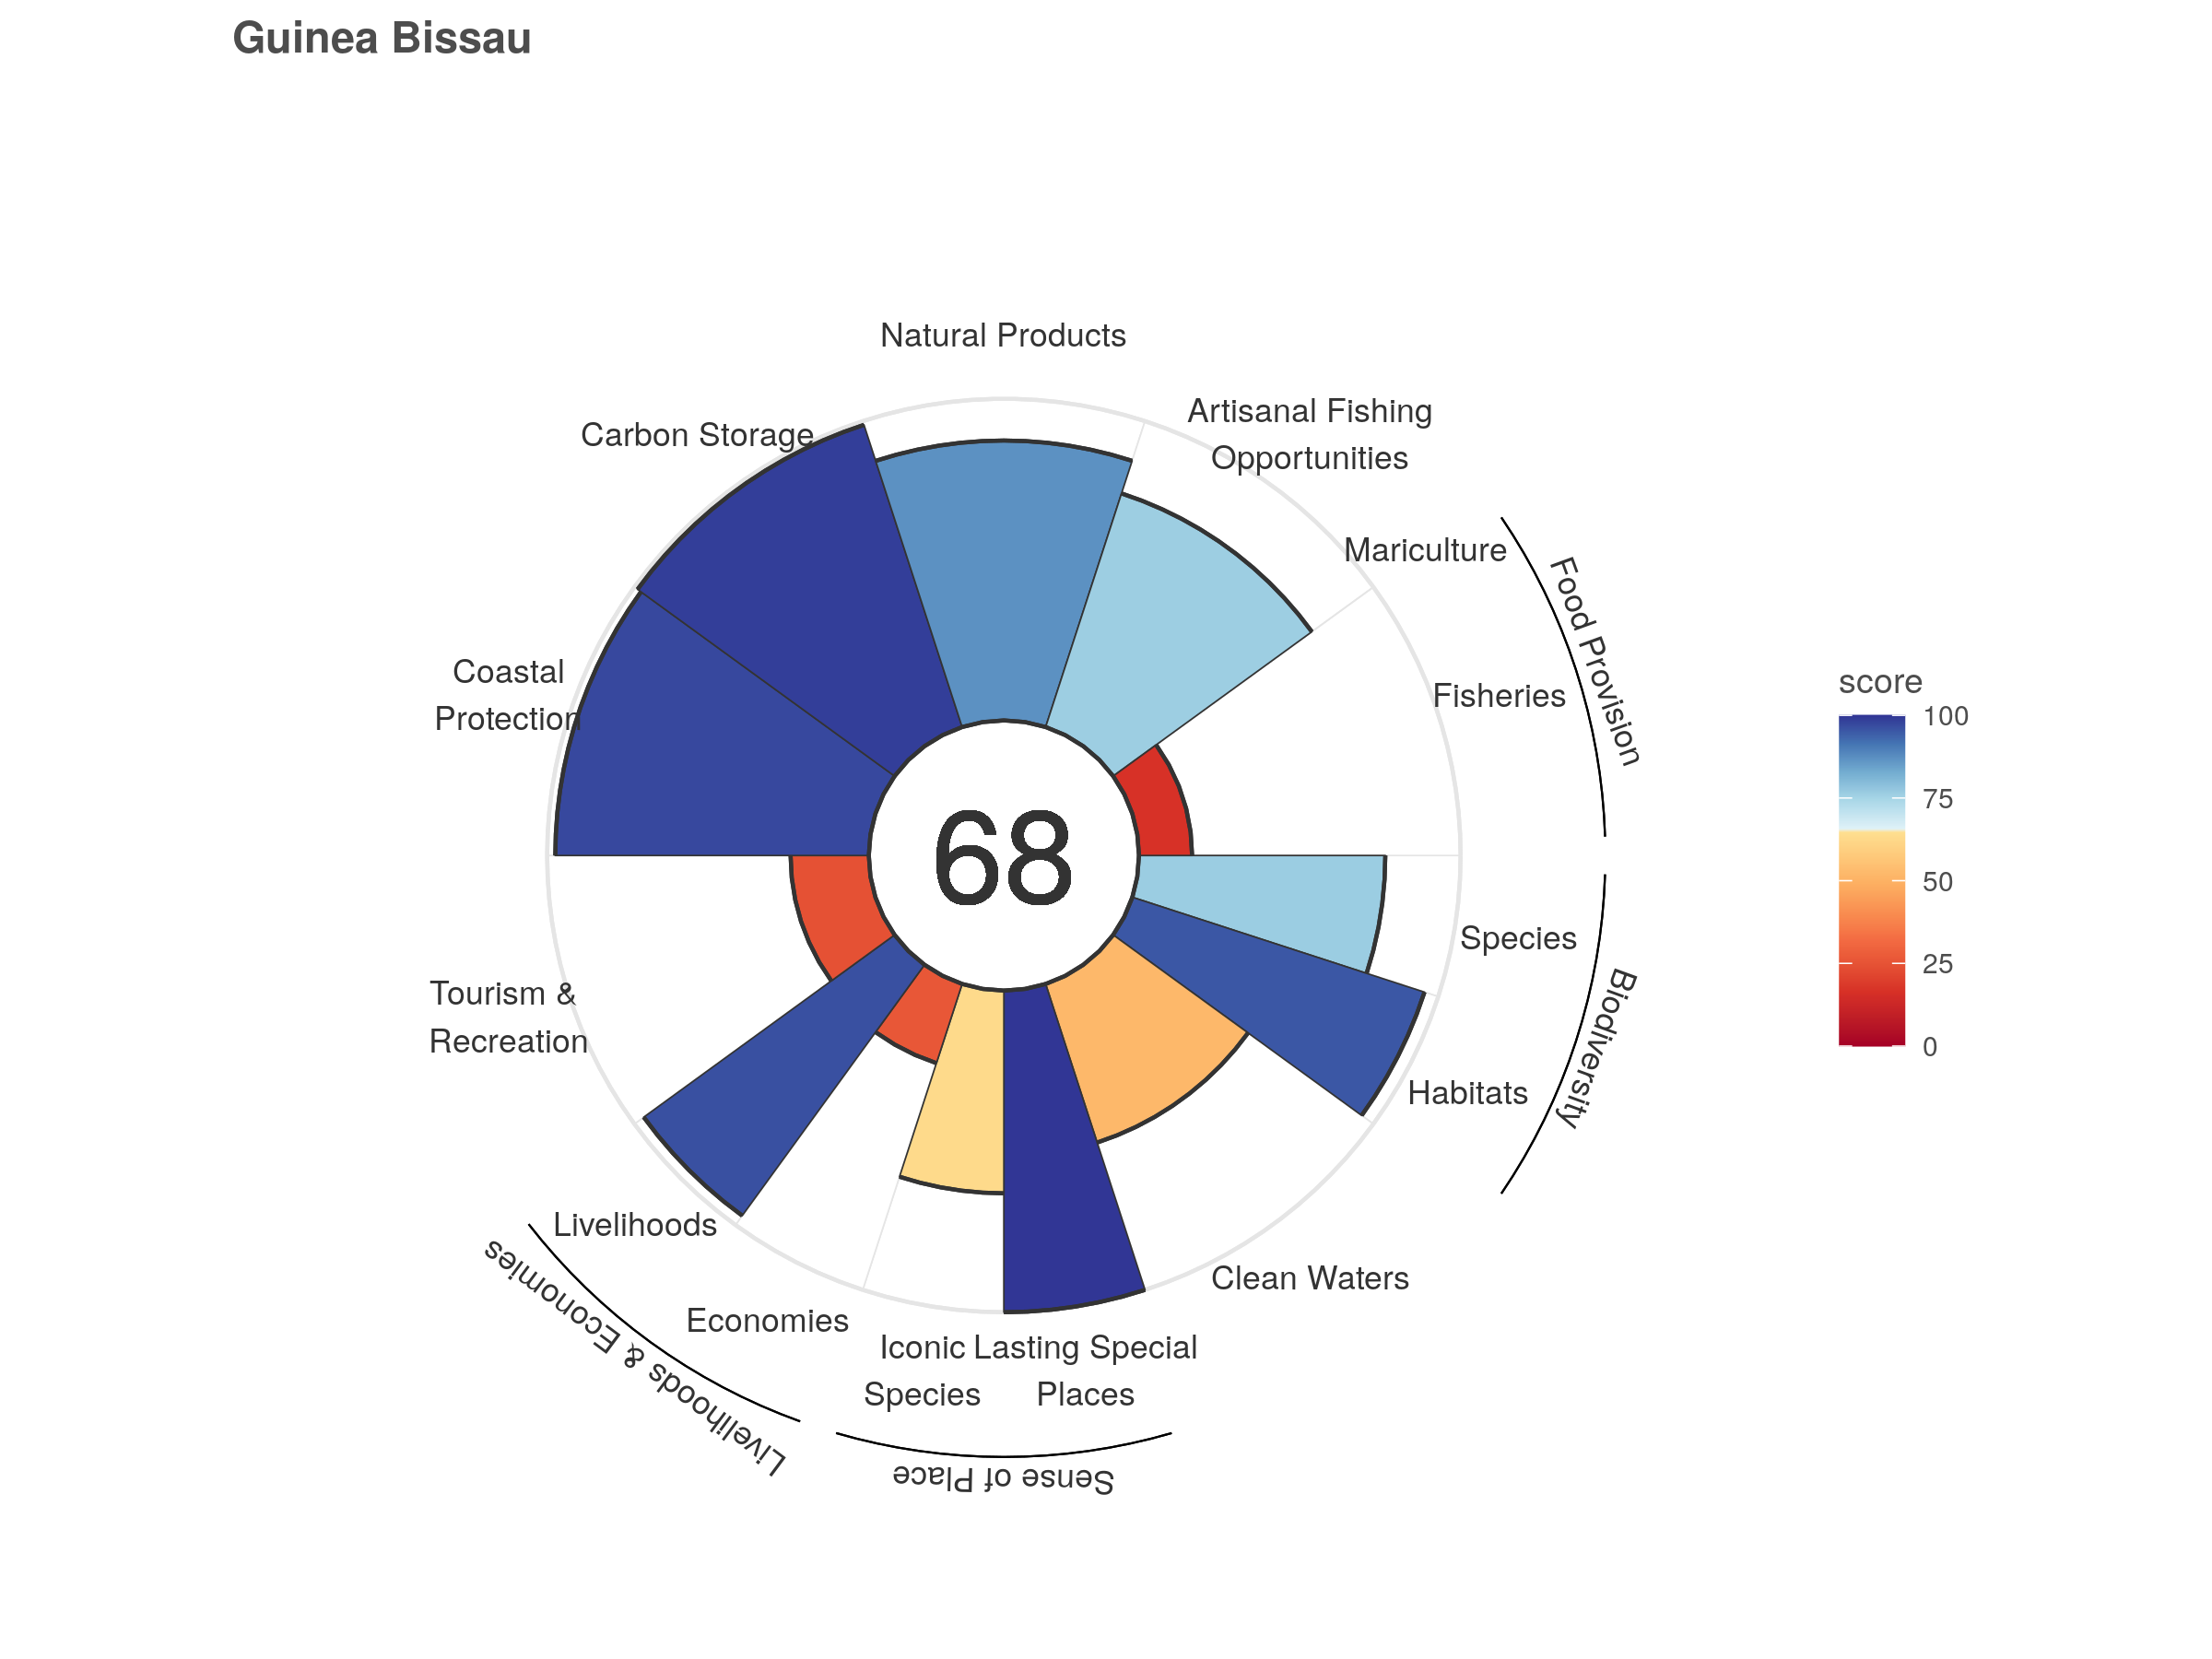 Guinea Bissau
Natural Products
Artisanal Fishing
Opportunities
Carbon Storage
Mariculture
Food Provision
Fisheries
Coastal
Protection
score
100
75
50
25
0
68
Species
Biodiversity
Tourism &
Recreation
Habitats
Livelihoods
Clean Waters
Economies
Livelihoods & Economies
Iconic
Species
Lasting Special
Places
Sense of Place